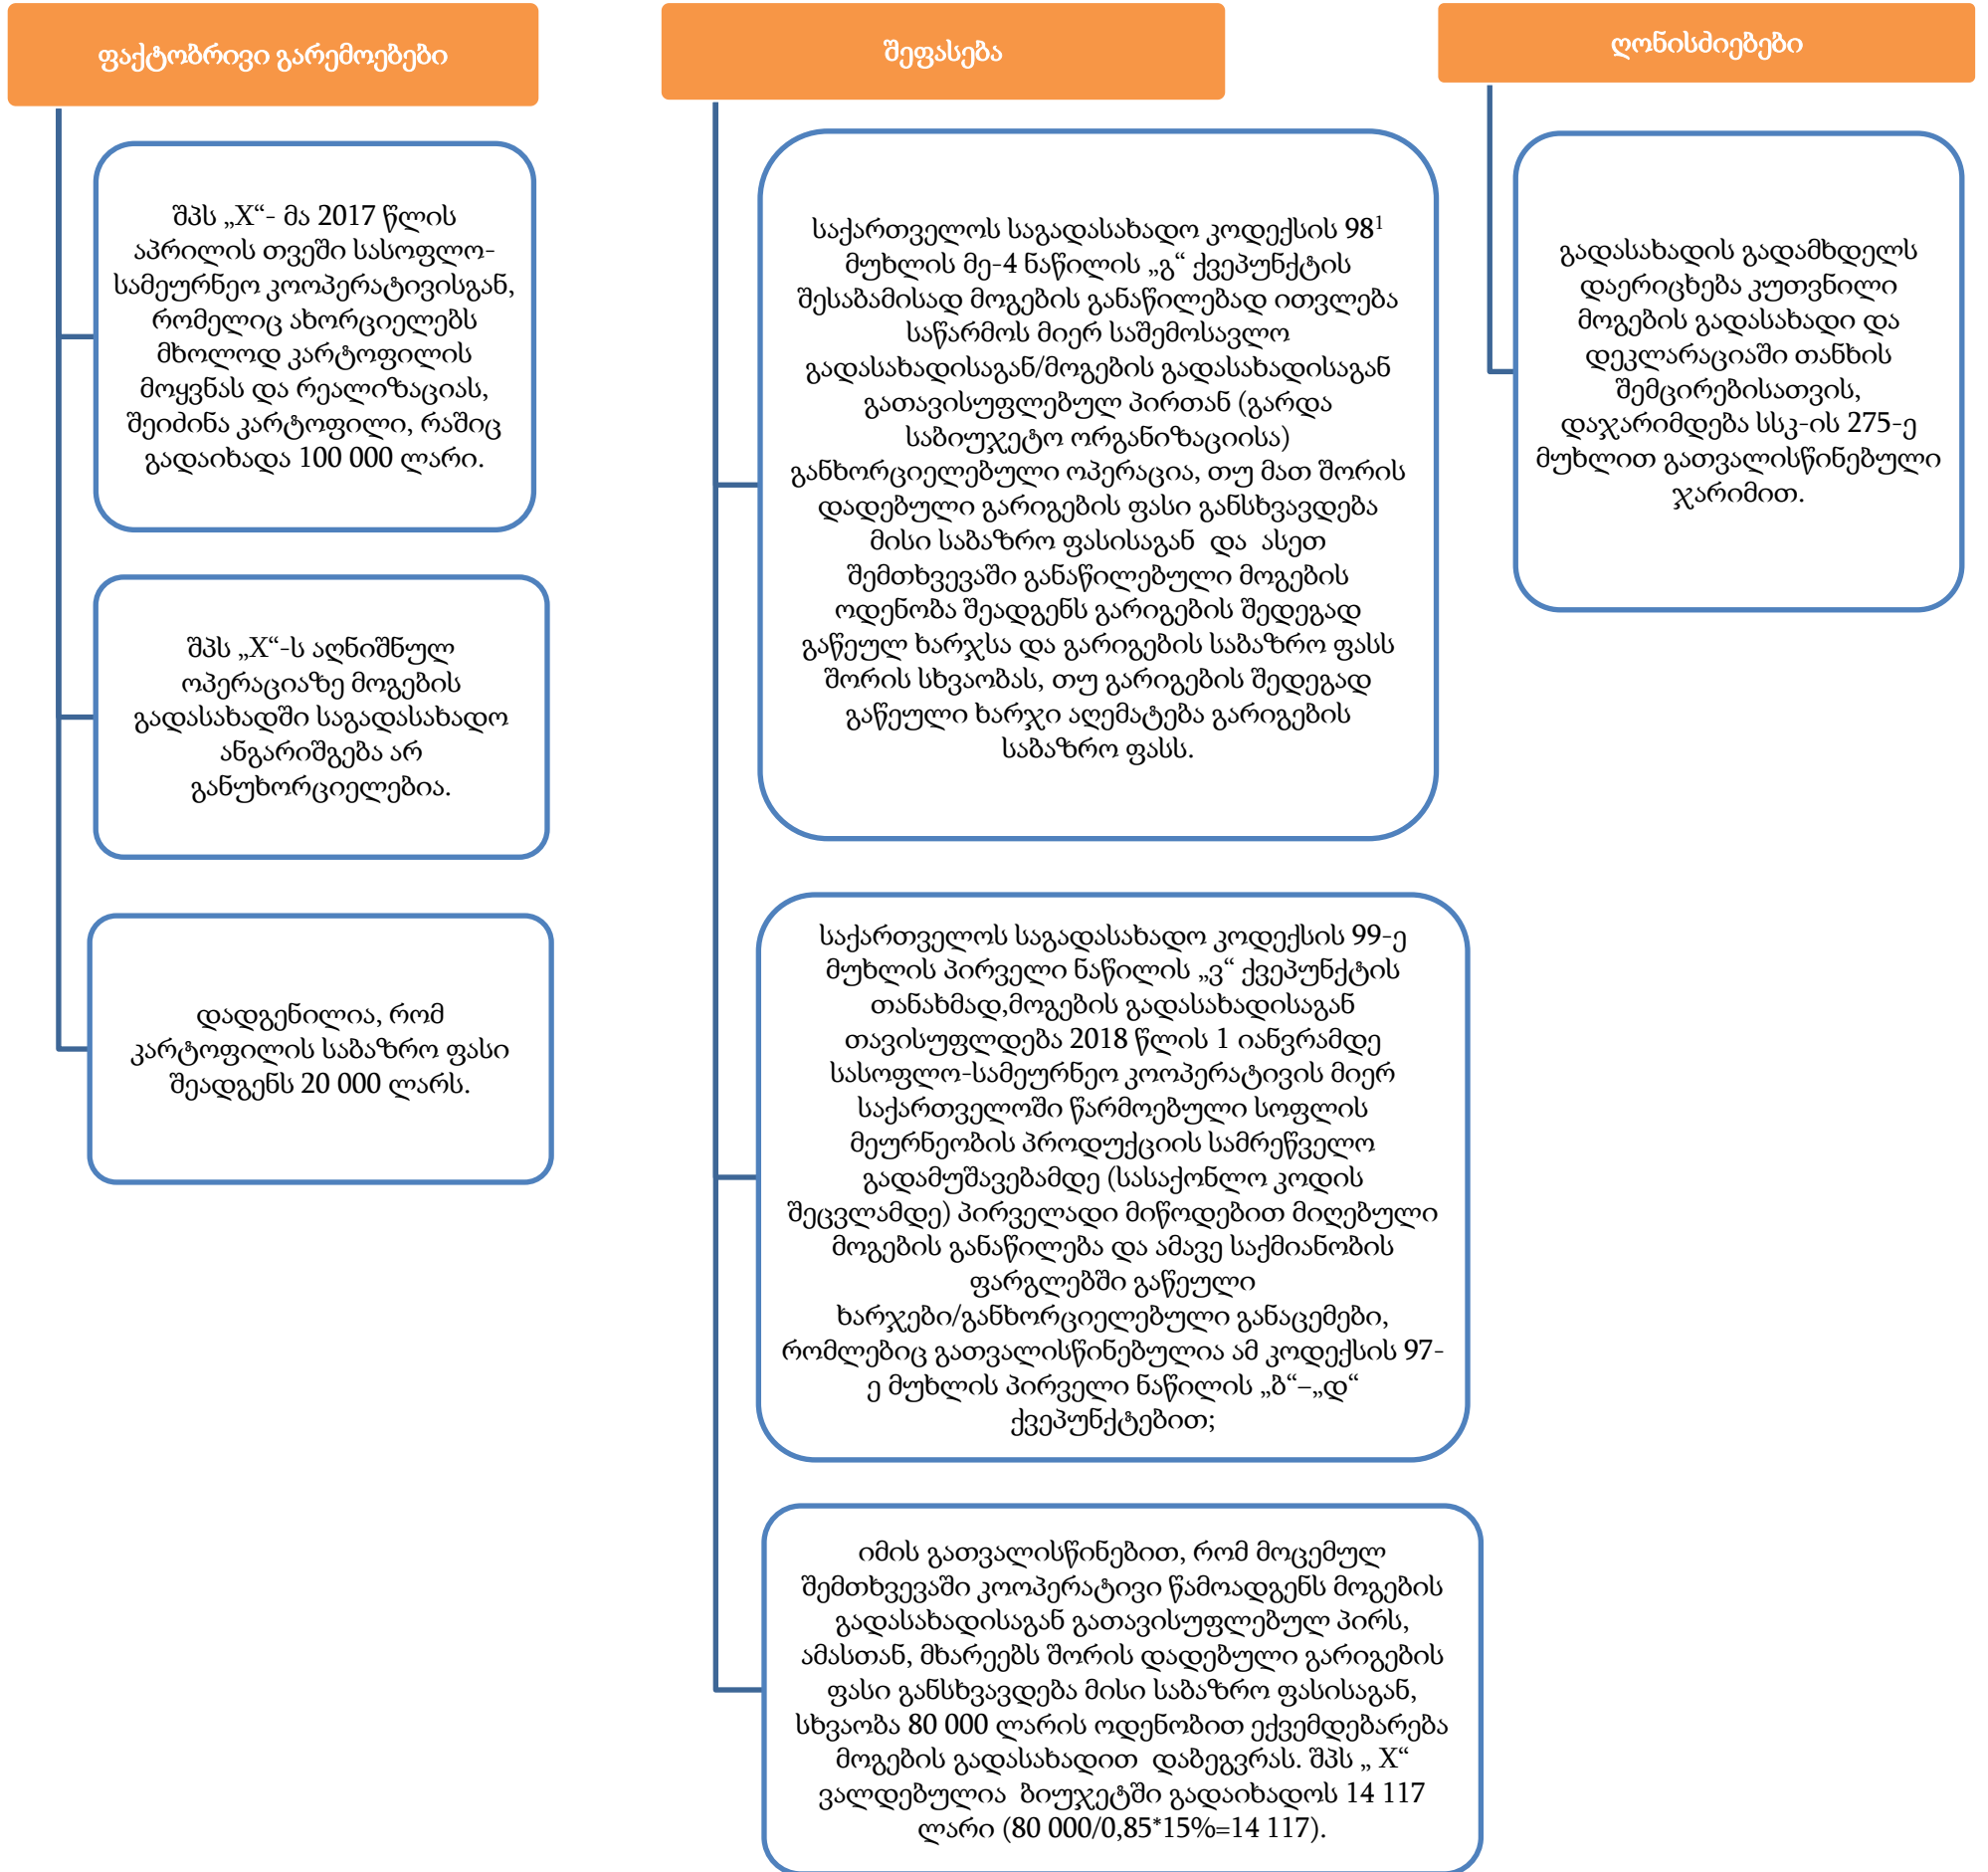 ფაქტობრივი გარემოებები
შპს „X“- მა 2017 წლის
აპრილის თვეში სასოფლო-
სამეურნეო კოოპერატივისგან,
რომელიც ახორციელებს
მხოლოდ კარტოფილის
მოყვნას და რეალიზაციას,
შეიძინა კარტოფილი, რაშიც
გადაიხადა 100 000 ლარი.
შპს „X“-ს აღნიშნულ
ოპერაციაზე მოგების
გადასახადში საგადასახადო
ანგარიშგება არ
განუხორციელებია.
დადგენილია, რომ
კარტოფილის საბაზრო ფასი
შეადგენს 20 000 ლარს.
შეფასება
საქართველოს საგადასახადო კოდექსის 98¹
მუხლის მე-4 ნაწილის „გ“ ქვეპუნქტის
შესაბამისად მოგების განაწილებად ითვლება
საწარმოს მიერ საშემოსავლო
გადასახადისაგან/მოგების გადასახადისაგან
გათავისუფლებულ პირთან (გარდა
საბიუჯეტო ორგანიზაციისა)
განხორციელებული ოპერაცია, თუ მათ შორის
დადებული გარიგების ფასი განსხვავდება
მისი საბაზრო ფასისაგან და ასეთ
შემთხვევაში განაწილებული მოგების
ოდენობა შეადგენს გარიგების შედეგად
გაწეულ ხარჯსა და გარიგების საბაზრო ფასს
შორის სხვაობას, თუ გარიგების შედეგად
გაწეული ხარჯი აღემატება გარიგების
საბაზრო ფასს.
საქართველოს საგადასახადო კოდექსის 99-ე
მუხლის პირველი ნაწილის „ვ“ ქვეპუნქტის
თანახმად,მოგების გადასახადისაგან
თავისუფლდება 2018 წლის 1 იანვრამდე
სასოფლო-სამეურნეო კოოპერატივის მიერ
საქართველოში წარმოებული სოფლის
მეურნეობის პროდუქციის სამრეწველო
გადამუშავებამდე (სასაქონლო კოდის
შეცვლამდე) პირველადი მიწოდებით მიღებული
მოგების განაწილება და ამავე საქმიანობის
ფარგლებში გაწეული
ხარჯები/განხორციელებული განაცემები,
რომლებიც გათვალისწინებულია ამ კოდექსის 97-
ე მუხლის პირველი ნაწილის „ბ“–„დ“
ქვეპუნქტებით;
იმის გათვალისწინებით, რომ მოცემულ
შემთხვევაში კოოპერატივი წამოადგენს მოგების
გადასახადისაგან გათავისუფლებულ პირს,
ამასთან, მხარეებს შორის დადებული გარიგების
ფასი განსხვავდება მისი საბაზრო ფასისაგან,
სხვაობა 80 000 ლარის ოდენობით ექვემდებარება
მოგების გადასახადით დაბეგვრას. შპს „ X“
ვალდებულია ბიუჯეტში გადაიხადოს 14 117
ლარი (80 000/0,85*15%=14 117).
ღონისძიებები
გადასახადის გადამხდელს
დაერიცხება კუთვნილი
მოგების გადასახადი და
დეკლარაციაში თანხის
შემცირებისათვის,
დაჯარიმდება სსკ-ის 275-ე
მუხლით გათვალისწინებული
ჯარიმით.